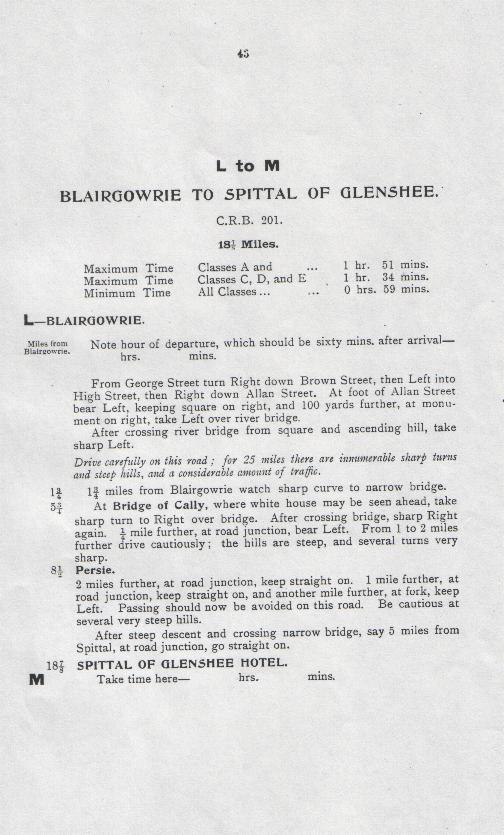 45
L to M
BLAIRGOWRIE TO SPITTAL OF GLENSHEE.
C.R.B. 201.
18⅞ Miles.
Maximum Time Classes A and ... 1 hr. 51 mins.
Maximum Time Classes C, D, and E 1 hr. 34 mins.
Minimum Time All Classes ... ... 0 hrs. 59 mins.
L—BLAIRGOWRIE.
Miles from
Blairgowrie.
Note hour of departure, which should be sixty mins. after arrival—
hrs. mins.
From George Street turn Right down Brown Street, then Left into
High Street, then Right down Allan Street. At foot of Allan Street
bear Left, keeping square on right, and 100 yards further, at monu-
ment on right, take Left over river bridge.
After crossing river bridge from square and ascending hill, take
sharp Left.
Drive carefully on this road; for 25 miles there are innumerable sharp turns
and steep hills, and a considerable amount of traffic.
1¾ 1¾ miles from Blairgowrie watch sharp curve to narrow bridge.
5¾ At Bridge of Cally, where white house may be seen ahead, take
sharp turn to Right over bridge. After crossing bridge, sharp Right
again. mile further, at road junction, bear Left. From 1 to 2 miles
further drive cautiously; the hills are steep, and several turns very
sharp.
8½ Persie.
2 miles further, at road junction, keep straight on. 1 mile further, at
road junction, keep straight on, and another mile further, at fork, keep
Left. Passing should now be avoided on this road. Be cautious at
several very steep hills.
After steep descent and crossing narrow bridge, say 5 miles from
Spittal, at road junction, go straight on.
18⅞ SPITTAL OF GLENSHEE HOTEL.
M Take time here— hrs. mins.